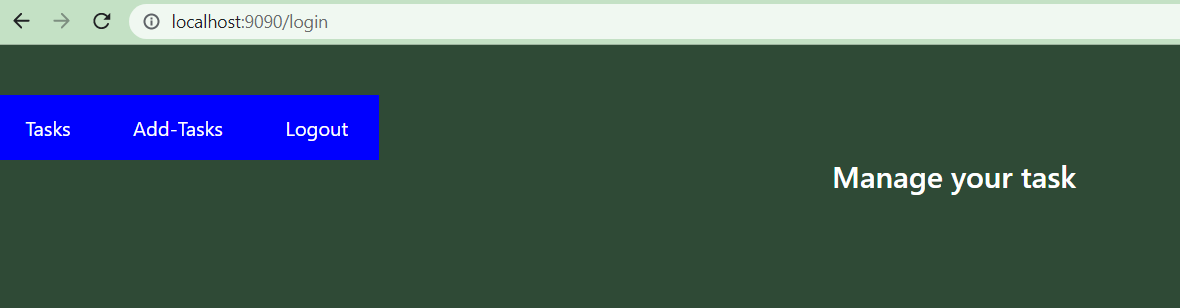 localhost:9090/login
Tasks Add-Tasks Logout
Manage your task